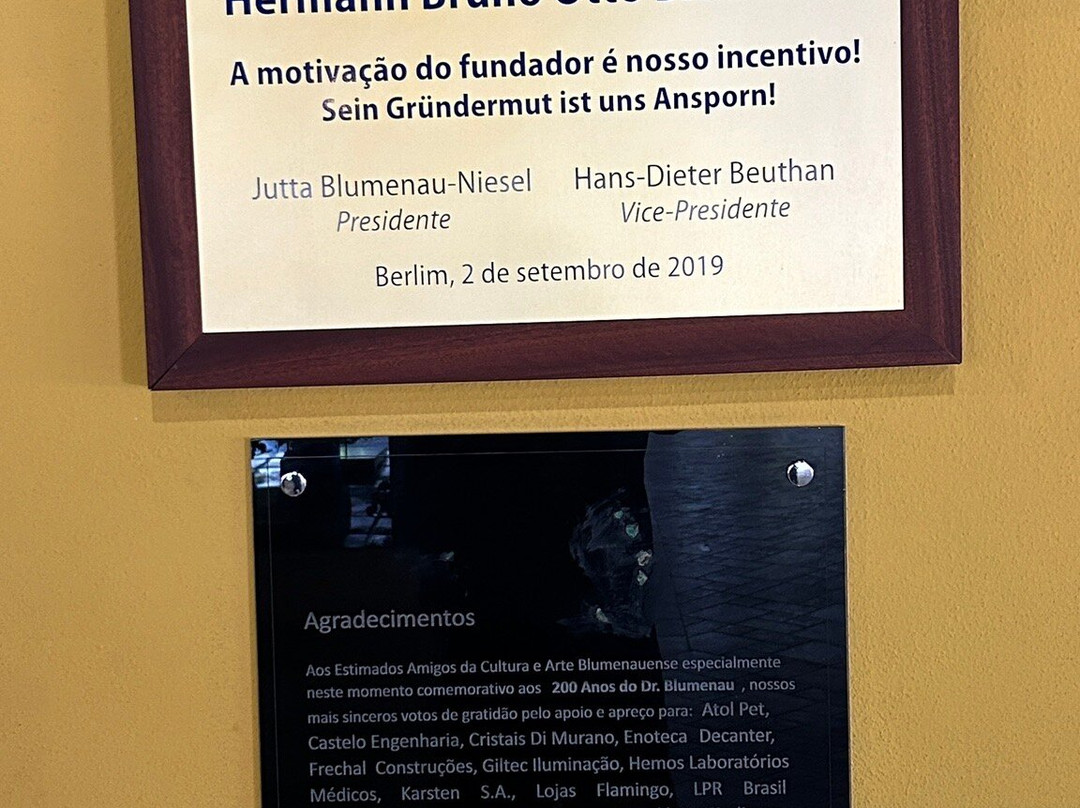 Hermann Bruno Otto
A motivação do fundador é nosso incentivo!
Sein Gründermut ist uns Ansporn!
Jutta Blumenau-Niesel Hans-Dieter Beuthan
Presidente Vice-Presidente
Berlim, 2 de setembro de 2019
Agradecimentos
Aos Estimados Amigos da Cultura e Arte Blumenauense especialmente
neste momento comemorativo aos 200 Anos do Dr. Blumenau , nossos
mais sinceros votos de gratidão pelo apoio e apreço para: Atol Pet,
Castelo Engenharia, Cristais Di Murano, Enoteca Decanter,
Frechal Construções, Giltec Iluminação, Hemos Laboratórios
Médicos, Karsten S.A., Lojas Flamingo, LPR Brasil